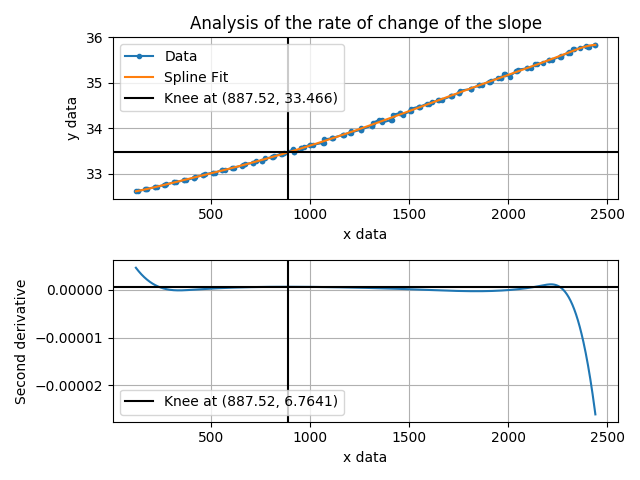 Analysis of the rate of change of the slope
36
35
34
33
y data
Data
Spline Fit
Knee at (887.52, 33.466)
500 1000 1500 2000 2500
x data
0.00000
−0.00001
−0.00002
Second derivative
Knee at (887.52, 6.7641)
500 1000 1500 2000 2500
x data